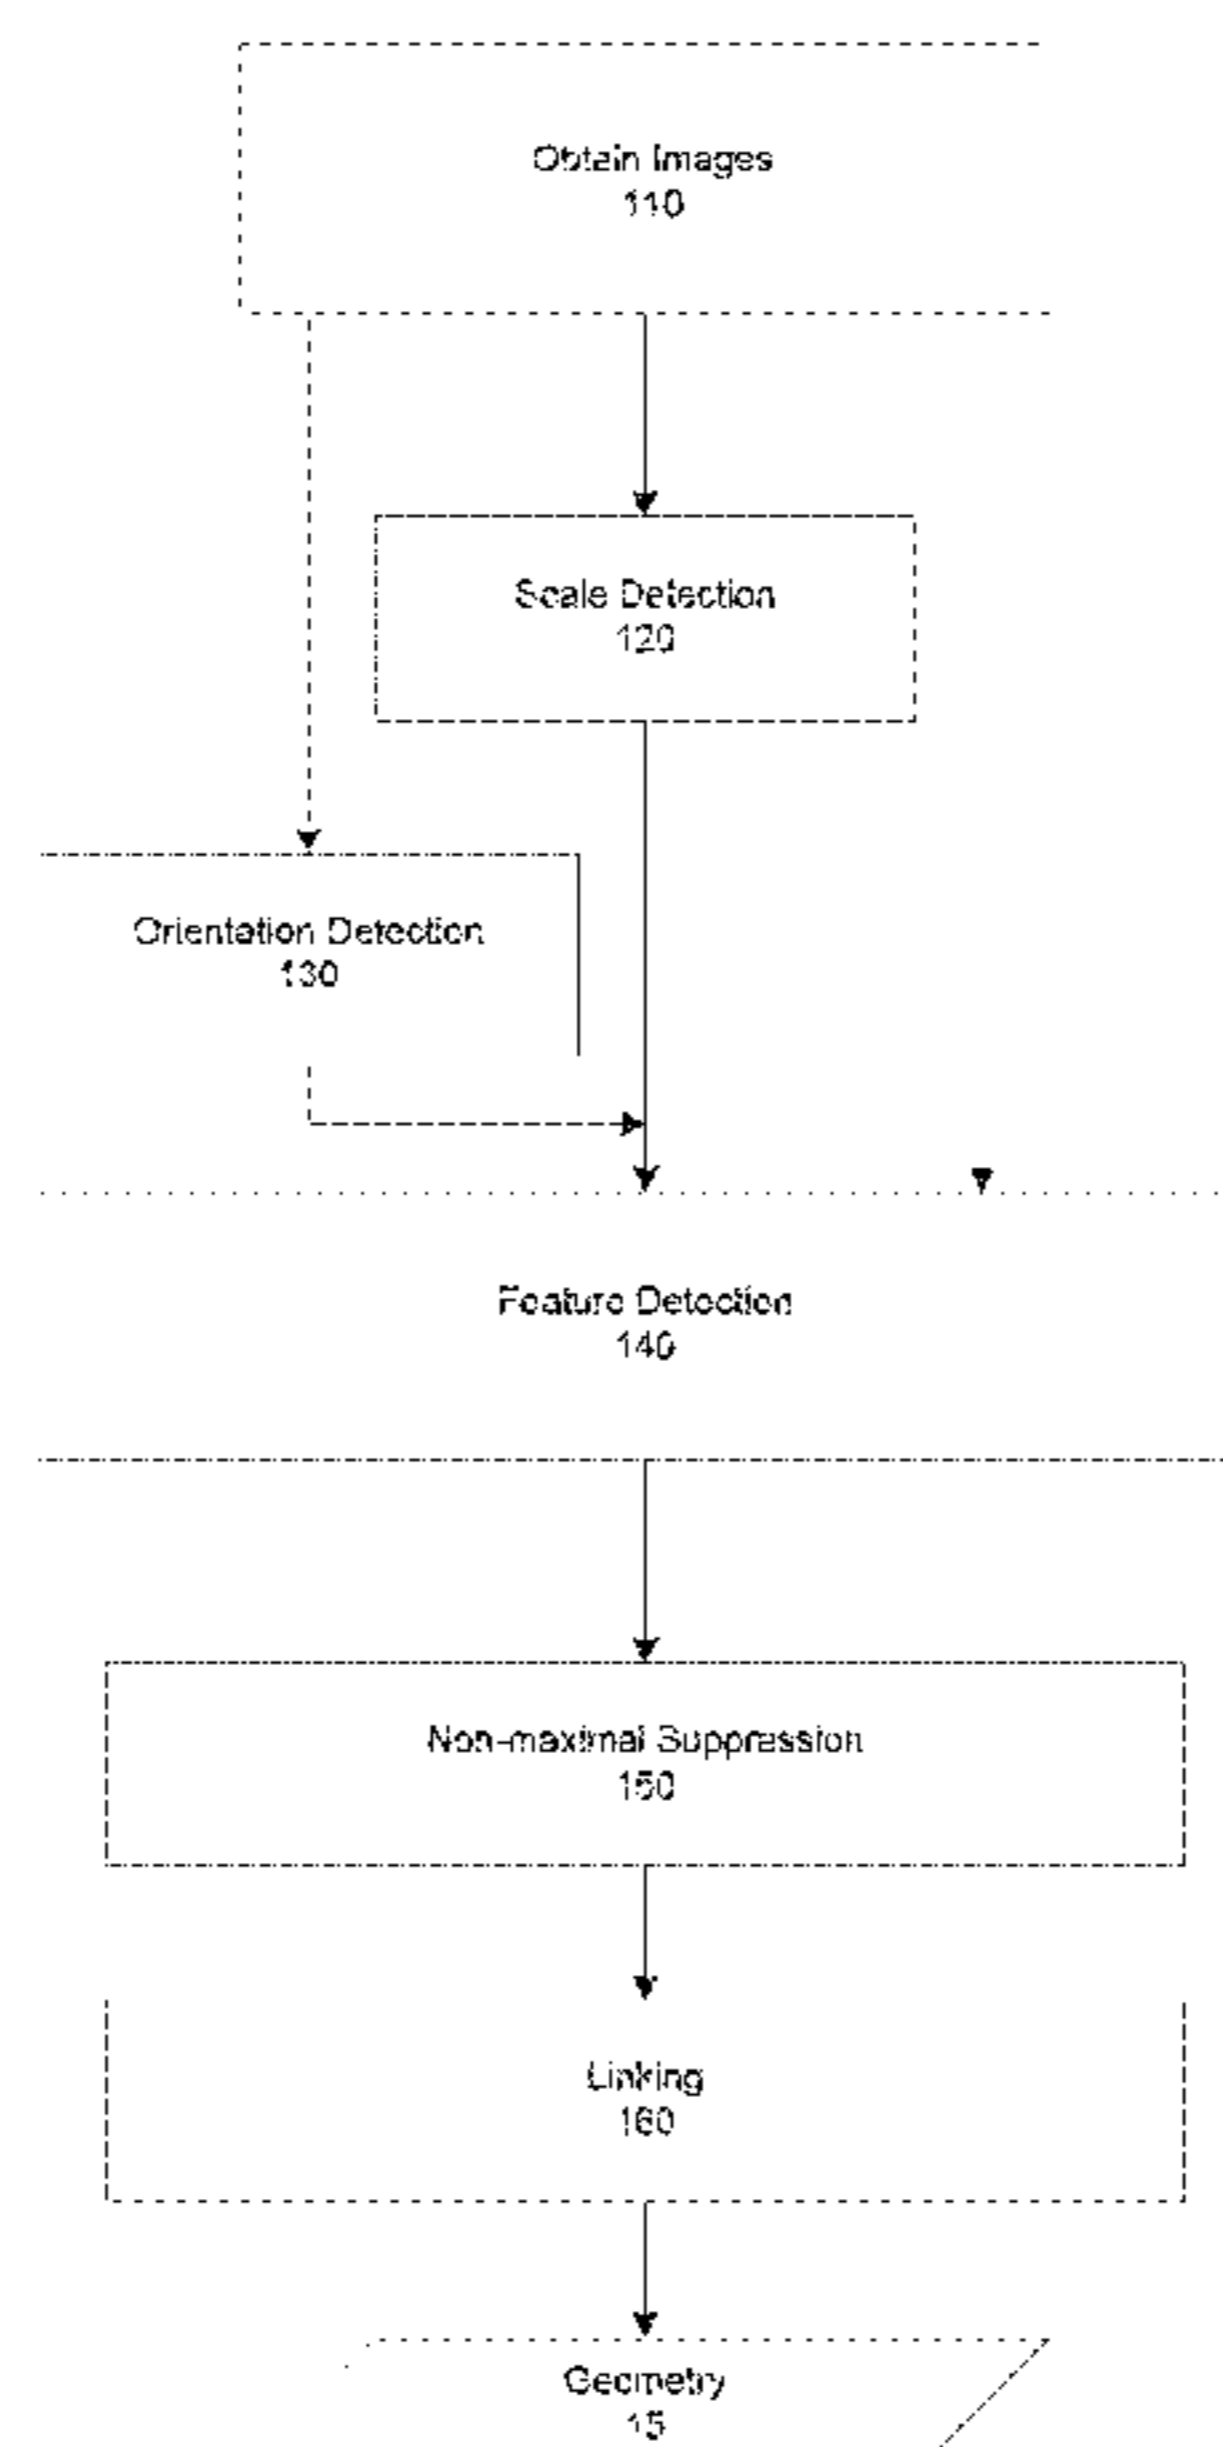 Obtain Images
110
Scale Detection
120
Orientation Detection
130
Feature Detection
140
Non-maximal Suppression
150
Linking
160
Geometry
15